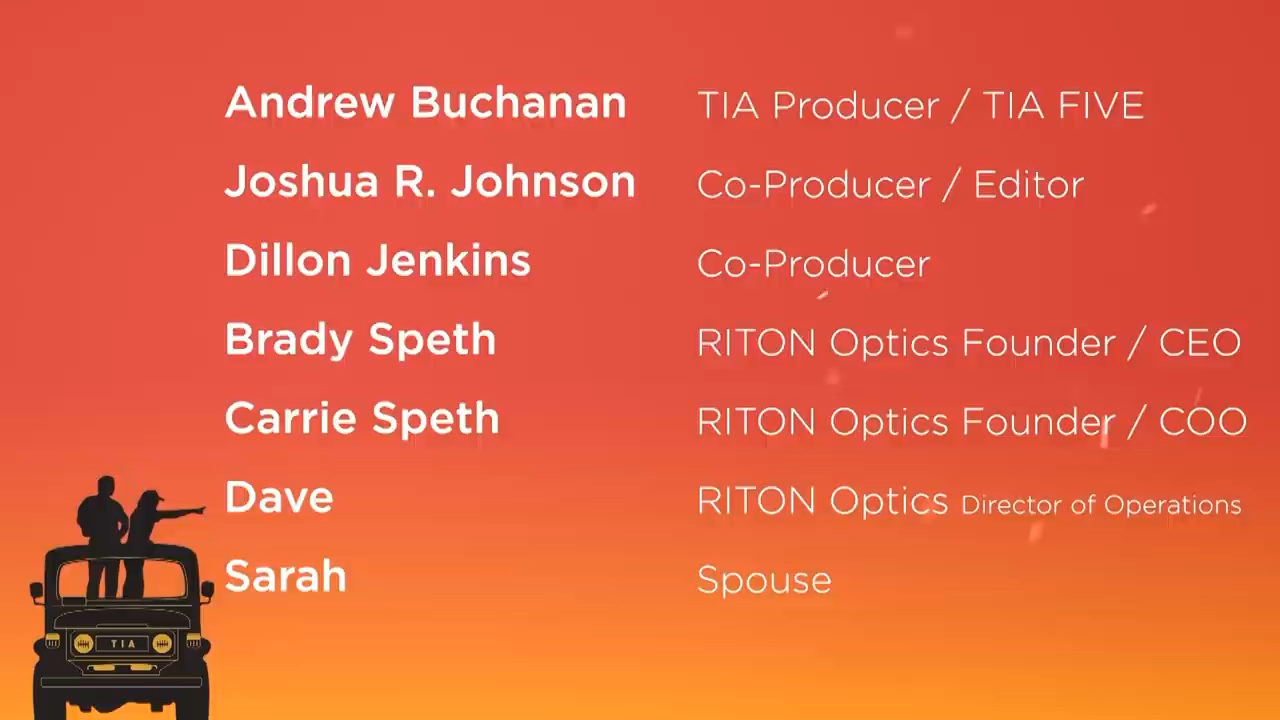 Andrew Buchanan TIA Producer / TIA FIVE
Joshua R. Johnson Co-Producer / Editor
Dillon Jenkins Co-Producer
Brady Speth RITON Optics Founder / CEO
Carrie Speth RITON Optics Founder / COO
Dave RITON Optics Director of Operations
Sarah Spouse
TIA